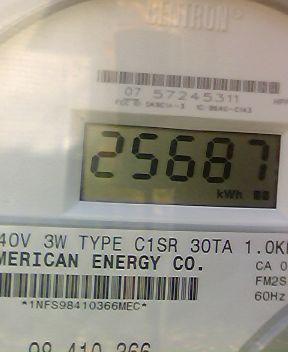 CENTRON®
07 57245311
25687
kWh
40V 3W TYPE C1SR 30TA 1.0K
MERICAN ENERGY CO.
CA 0
FM2S
60Hz
*1NFS98410366MEC*
98 410 366